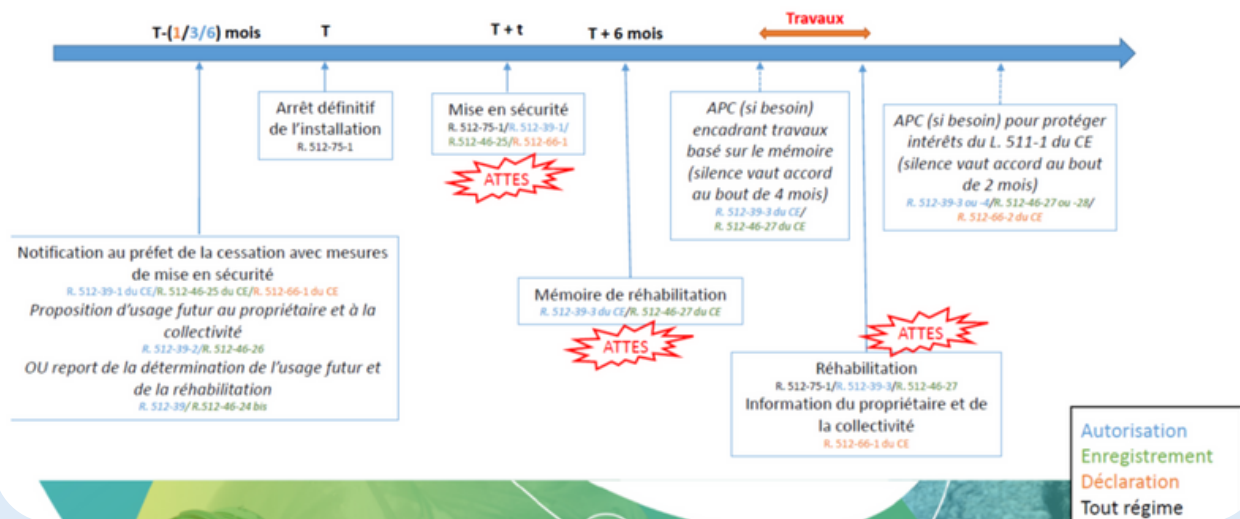 Travaux
T-(1/3/6) mois
T
T + t
T + 6 mois
Arrêt définitif
de l'installation
R. 512-75-1
Mise en sécurité
R. 512-75-1/R. 512-39-1/
R.512-46-25/R. 512-66-1
ATTES
APC (si besoin)
encadrant travaux
basé sur le mémoire
(silence vaut accord
au bout de 4 mois)
R. 512-39-3 du CE/
R. 512-46-27 du CE
APC (si besoin) pour protéger
intérêts du L. 511-1 du CE
(silence vaut accord au bout
de 2 mois)
R. 512-39-3 ou -4/R. 512-46-27 ou -28/
R. 512-66-2 du CE
Notification au préfet de la cessation avec mesures
de mise en sécurité
R. 512-39-1 du CE/R. 512-46-25 du CE/R. 512-66-1 du CE
Proposition d'usage futur au propriétaire et à la
collectivité
R. 512-39-2/R. 512-46-26
OU report de la détermination de l'usage futur et
de la réhabilitation
R. 512-39/ R.512-46-24 bis
Mémoire de réhabilitation
R. 512-39-3 du CE/R. 512-46-27 du CE
ATTES
ATTES
Réhabilitation
R. 512-75-1/R. 512-39-3/R. 512-46-27
Information du propriétaire et de
la collectivité
R. 512-66-1 du CE
Autorisation
Enregistrement
Déclaration
Tout régime